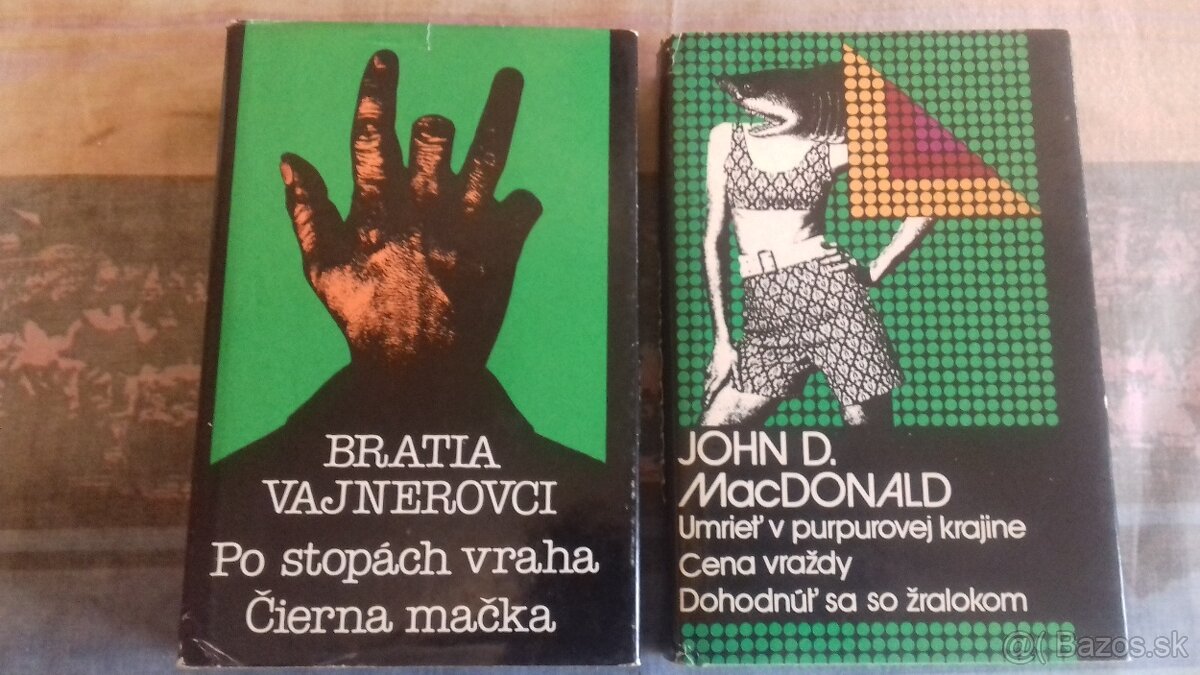 BRATIA
VAJNEROVCI
Po stopách vraha
Čierna mačka
JOHN D.
MacDONALD
Umrieť v purpurovej krajine
Cena vraždy
Dohodnúť sa so žralokom
@( Bazos.sk